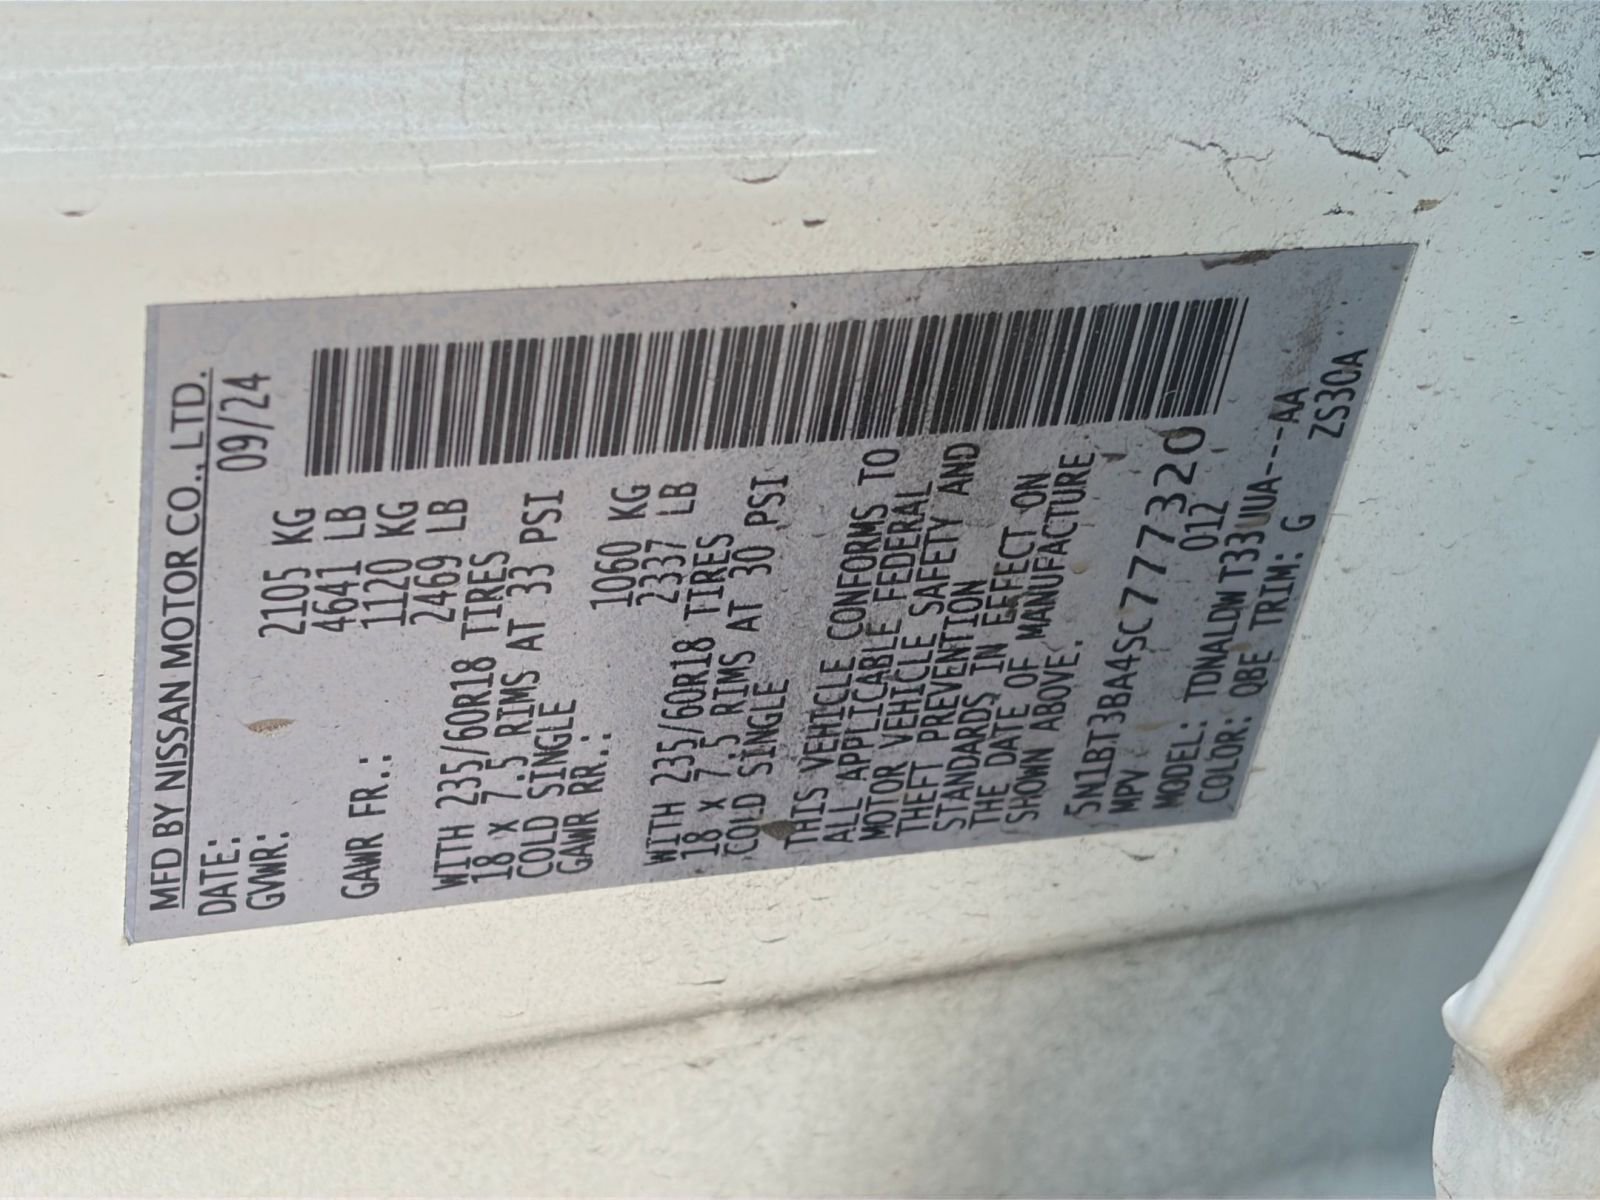 MFD BY NISSAN MOTOR CO., LTD.
DATE: 09/24
GVWR: 2105 KG
4641 LB
GAWR FR.: 1120 KG
2469 LB
WITH 235/60R18 TIRES
18 X 7.5 RIMS AT 33 PSI
COLD SINGLE
GAWR RR.: 1060 KG
2337 LB
WITH 235/60R18 TIRES
18 X 7.5 RIMS AT 30 PSI
COLD SINGLE
THIS VEHICLE CONFORMS TO
ALL APPLICABLE FEDERAL
MOTOR VEHICLE SAFETY AND
THEFT PREVENTION
STANDARDS IN EFFECT ON
THE DATE OF MANUFACTURE
SHOWN ABOVE.
5N1BT3BA4SC777320
MPV 012
MODEL: TDNALDW T33UUA---AA
COLOR: QBE TRIM: G ZS30A